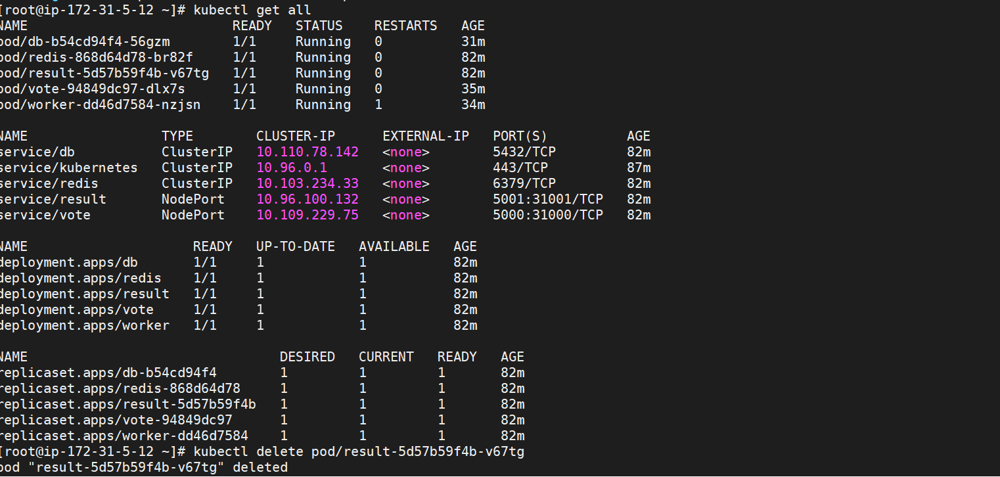 [root@ip-172-31-5-12 ~]# kubectl get all
NAME                          READY   STATUS    RESTARTS   AGE
pod/db-b54cd94f4-56gzm        1/1     Running   0          31m
pod/redis-868d64d78-br82f     1/1     Running   0          82m
pod/result-5d57b59f4b-v67tg   1/1     Running   0          82m
pod/vote-94849dc97-dlx7s      1/1     Running   0          35m
pod/worker-dd46d7584-nzjsn    1/1     Running   1          34m

NAME                 TYPE        CLUSTER-IP      EXTERNAL-IP   PORT(S)          AGE
service/db           ClusterIP   10.110.78.142   <none>        5432/TCP         82m
service/kubernetes   ClusterIP   10.96.0.1       <none>        443/TCP          87m
service/redis        ClusterIP   10.103.234.33   <none>        6379/TCP         82m
service/result       NodePort    10.96.100.132   <none>        5001:31001/TCP   82m
service/vote         NodePort    10.109.229.75   <none>        5000:31000/TCP   82m

NAME                     READY   UP-TO-DATE   AVAILABLE   AGE
deployment.apps/db       1/1     1            1           82m
deployment.apps/redis    1/1     1            1           82m
deployment.apps/result   1/1     1            1           82m
deployment.apps/vote     1/1     1            1           82m
deployment.apps/worker   1/1     1            1           82m

NAME                                DESIRED   CURRENT   READY   AGE
replicaset.apps/db-b54cd94f4        1         1         1       82m
replicaset.apps/redis-868d64d78     1         1         1       82m
replicaset.apps/result-5d57b59f4b   1         1         1       82m
replicaset.apps/vote-94849dc97      1         1         1       82m
replicaset.apps/worker-dd46d7584    1         1         1       82m
[root@ip-172-31-5-12 ~]# kubectl delete pod/result-5d57b59f4b-v67tg
pod "result-5d57b59f4b-v67tg" deleted